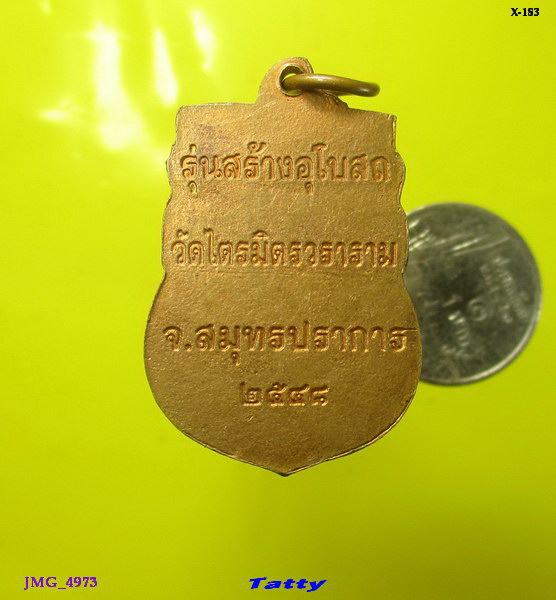 X-183
รุ่นสร้างอุโบสถ
วัดไตรมิตรวราราม
จ.สมุทรปราการ
๒๕๔๘
JMG_4973
Tatty